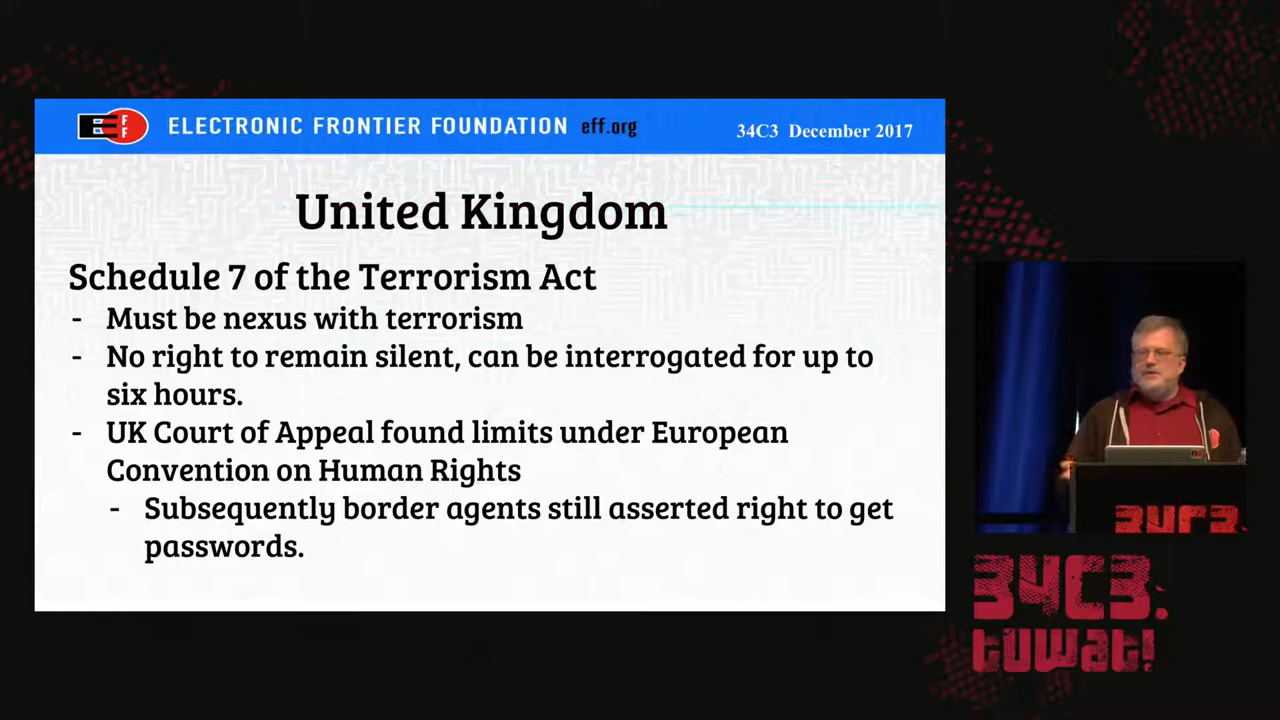 EFF
ELECTRONIC FRONTIER FOUNDATION eff.org
34C3 December 2017
United Kingdom
Schedule 7 of the Terrorism Act
- Must be nexus with terrorism
- No right to remain silent, can be interrogated for up to
six hours.
- UK Court of Appeal found limits under European
Convention on Human Rights
- Subsequently border agents still asserted right to get
passwords.
34C3.
34C3.
tuwat!